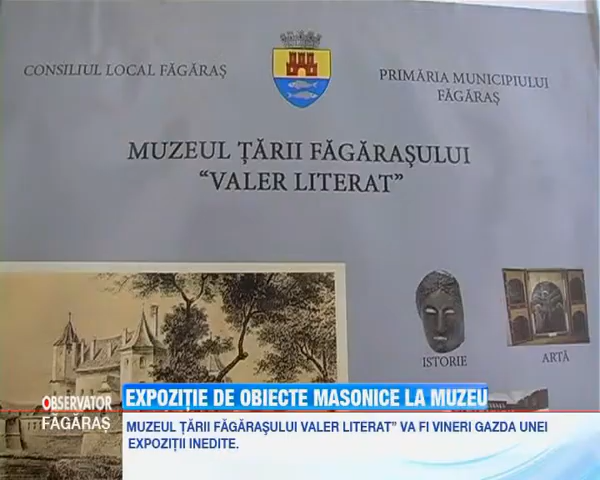 CONSILIUL LOCAL FĂGĂRAŞ
PRIMĂRIA MUNICIPIULUI
FĂGĂRAŞ
MUZEUL ŢĂRII FĂGĂRAŞULUI
“VALER LITERAT”
ISTORIE
ARTĂ
EXPOZIŢIE DE OBIECTE MASONICE LA MUZEU
OBSERVATOR
FĂGĂRAŞ
MUZEUL ŢĂRII FĂGĂRAŞULUI VALER LITERAT” VA FI VINERI GAZDA UNEI
EXPOZIŢII INEDITE.